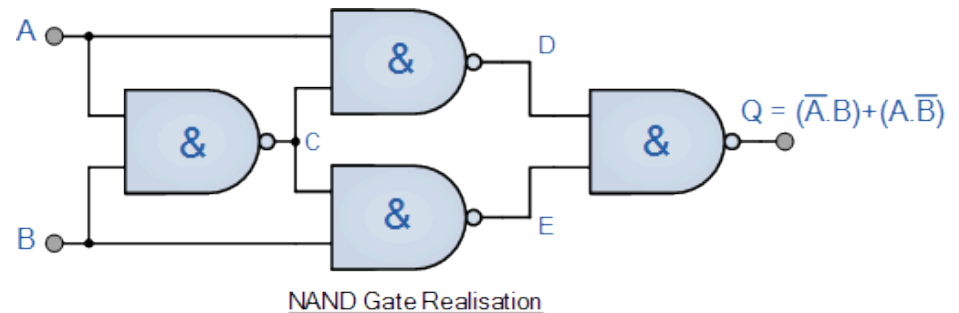 A
B
&
&
&
&
C
D
E
Q = (A̅.B)+(A.B̅)
NAND Gate Realisation